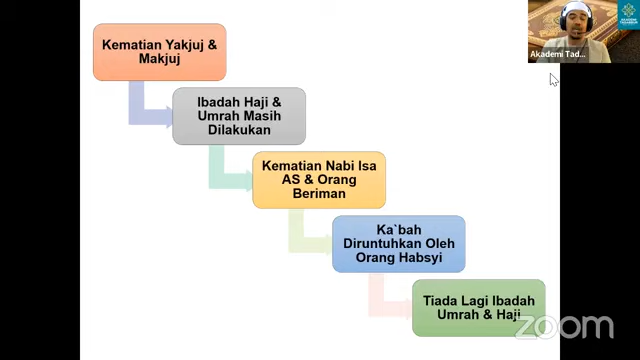 Kematian Yakjuj &
Makjuj
Ibadah Haji &
Umrah Masih
Dilakukan
Kematian Nabi Isa
AS & Orang
Beriman
Ka`bah
Diruntuhkan Oleh
Orang Habsyi
Tiada Lagi Ibadah
Umrah & Haji
Akademi Tad...
zoom